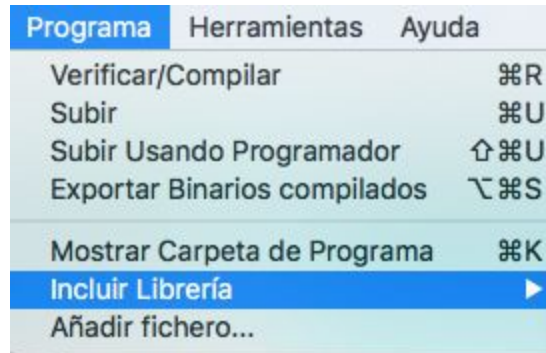 Programa Herramientas Ayuda
Verificar/Compilar ⌘R
Subir ⌘U
Subir Usando Programador ⇧⌘U
Exportar Binarios compilados ⌥⌘S
Mostrar Carpeta de Programa ⌘K
Incluir Librería ▶
Añadir fichero...